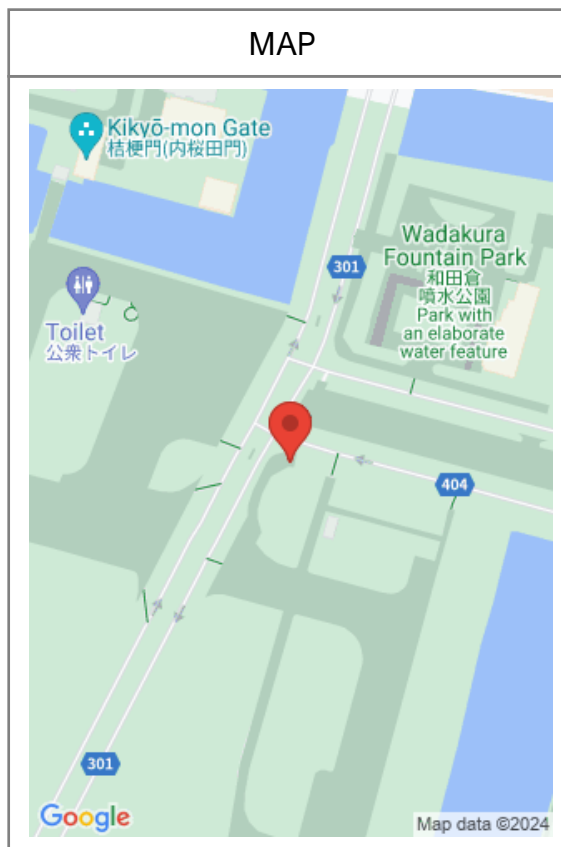 MAP
Kikyō-mon Gate
桔梗門(内桜田門)
301
Wadakura
Fountain Park
和田倉
噴水公園
Park with
an elaborate
water feature
Toilet
公衆トイレ
404
301
Google
Map data ©2024